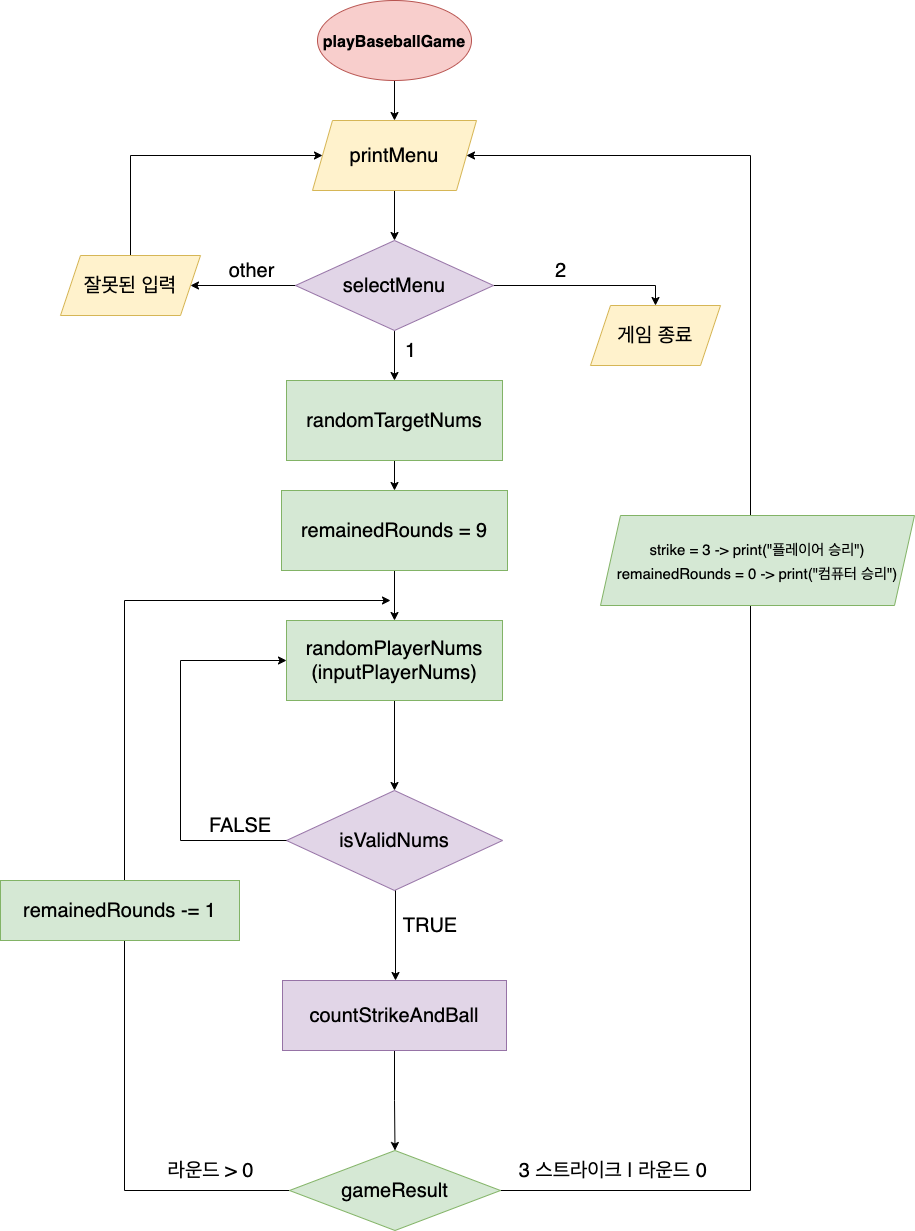 playBaseballGame
printMenu
other
selectMenu
2
잘못된 입력
게임 종료
1
randomTargetNums
remainedRounds = 9
strike = 3 -> print("플레이어 승리")
remainedRounds = 0 -> print("컴퓨터 승리")
randomPlayerNums
(inputPlayerNums)
FALSE
isValidNums
remainedRounds -= 1
TRUE
countStrikeAndBall
라운드 > 0
3 스트라이크 | 라운드 0
gameResult